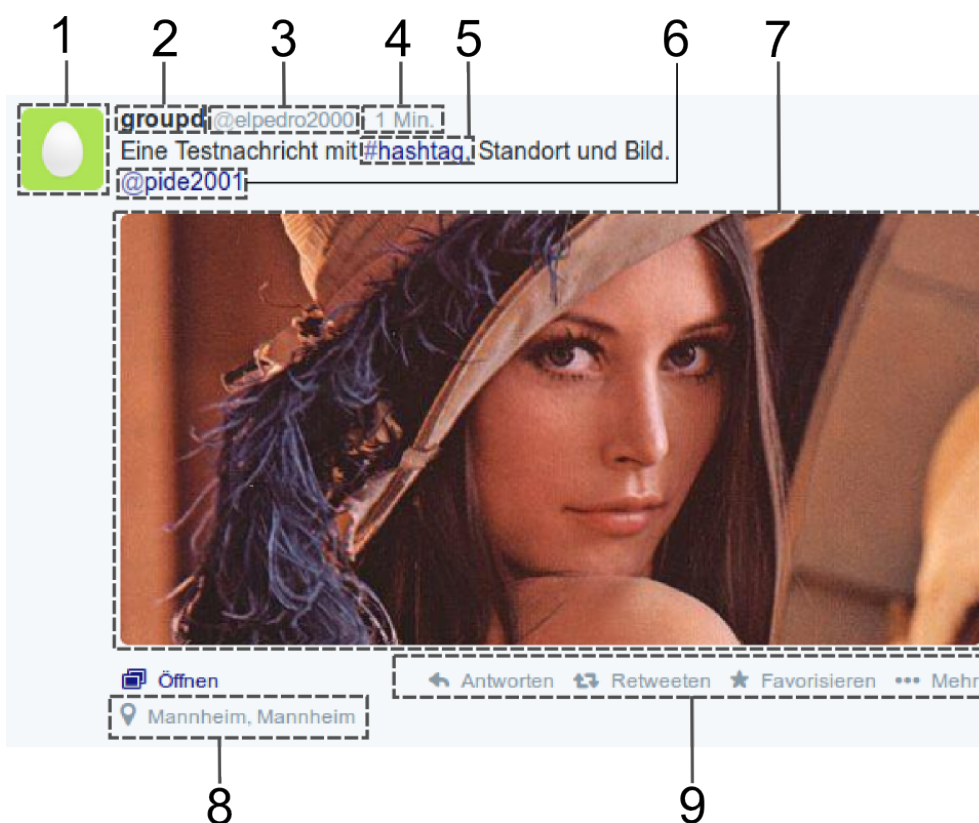 1 2 3 4 5 6 7
groupd @elpedro2000 1 Min.
Eine Testnachricht mit #hashtag, Standort und Bild.
@pide2001
Öffnen Antworten Retweeten Favorisieren Mehr
Mannheim, Mannheim
8 9